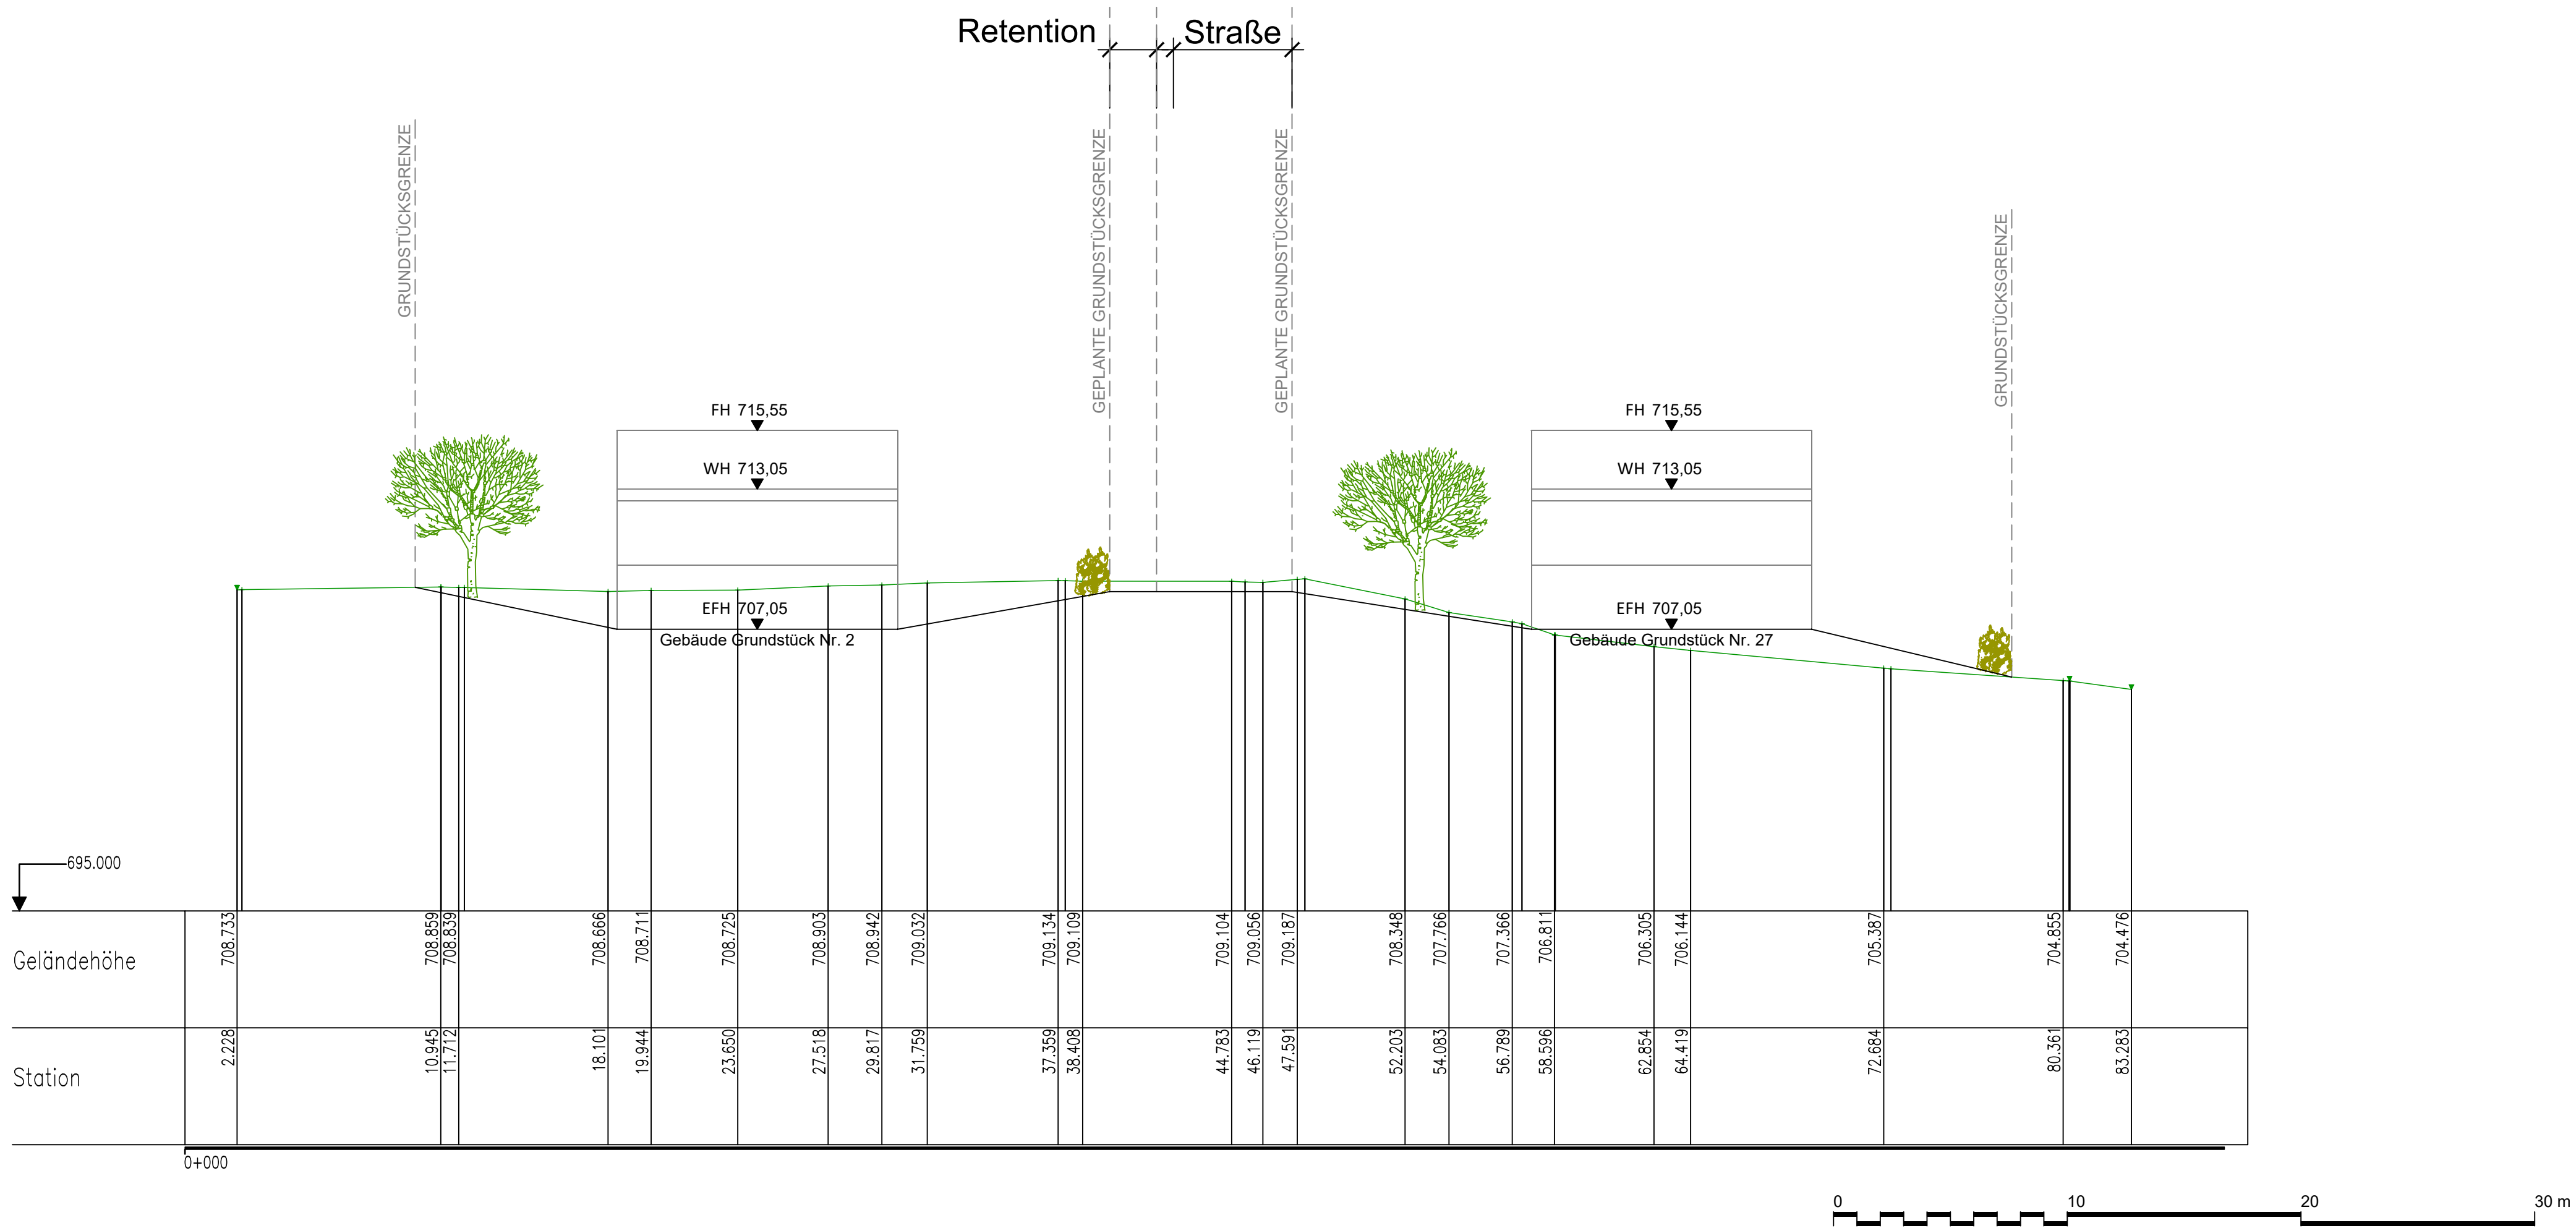 Retention
Straße
GRUNDSTÜCKSGRENZE
GEPLANTE GRUNDSTÜCKSGRENZE
GEPLANTE GRUNDSTÜCKSGRENZE
GRUNDSTÜCKSGRENZE
FH 715,55
WH 713,05
EFH 707,05
Gebäude Grundstück Nr. 2
FH 715,55
WH 713,05
EFH 707,05
Gebäude Grundstück Nr. 27
695.000
Geländehöhe
708.733
708.859
708.839
708.666
708.711
708.725
708.903
708.942
709.032
709.134
709.109
709.104
709.056
709.187
708.348
707.766
707.366
706.811
706.305
706.144
705.387
704.855
704.476
Station
2.228
10.945
11.712
18.101
19.944
23.650
27.518
29.817
31.759
37.359
38.408
44.783
46.119
47.591
52.203
54.083
56.789
58.596
62.854
64.419
72.684
80.361
83.283
0+000
0 10 20 30 m